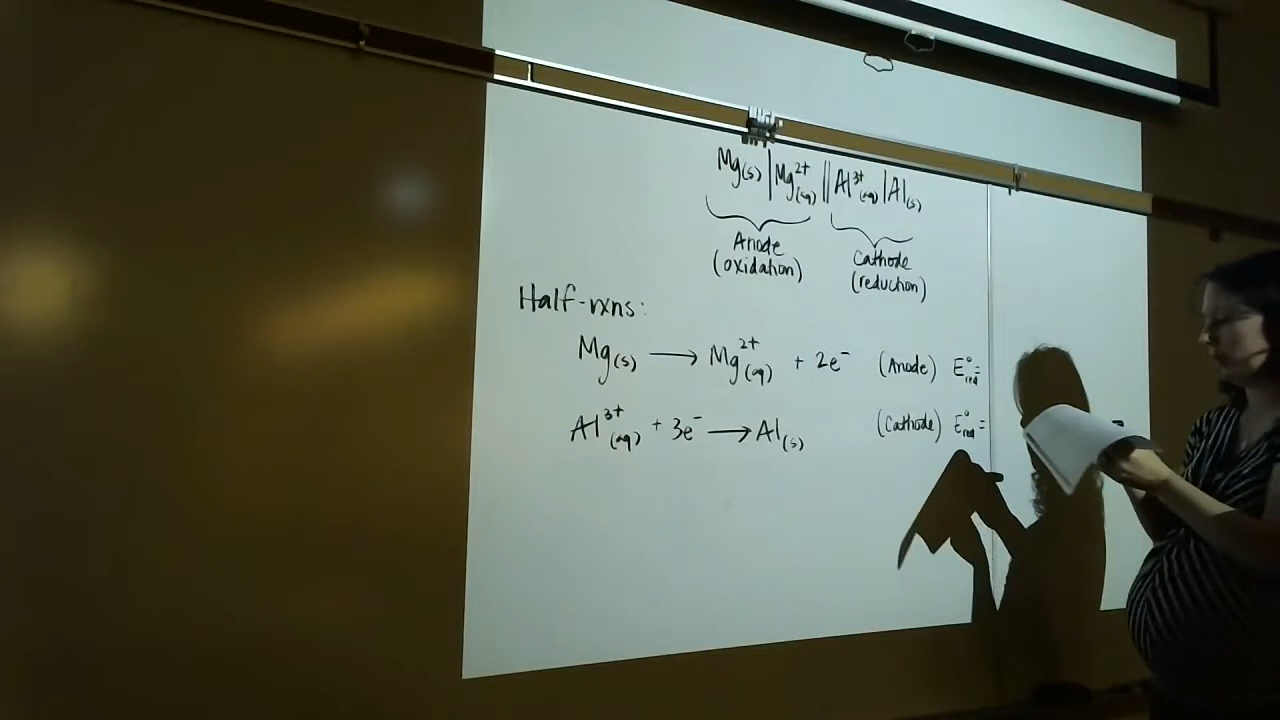 Mg(s) | Mg²⁺(aq) || Al³⁺(aq) | Al(s)
Anode Cathode
(oxidation) (reduction)
Half-rxns:
Mg(s) → Mg²⁺(aq) + 2e⁻ (Anode) E°red =
Al³⁺(aq) + 3e⁻ → Al(s) (Cathode) E°red =